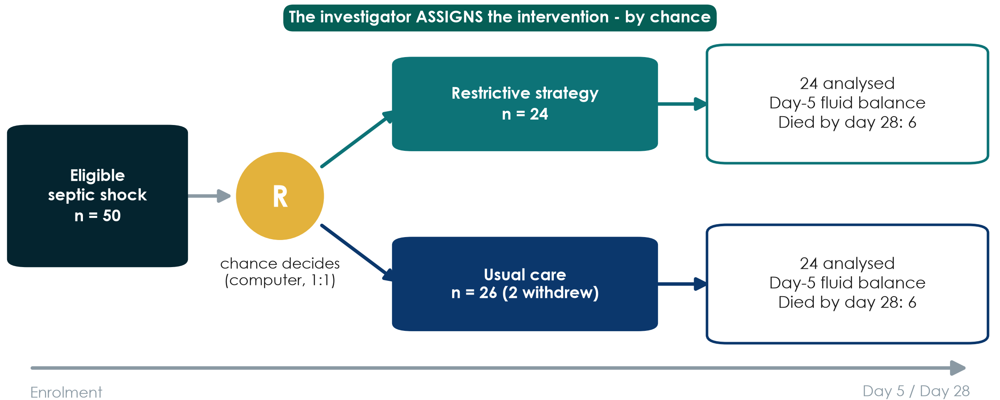 The investigator ASSIGNS the intervention - by chance
Eligible
septic shock
n = 50
R
chance decides
(computer, 1:1)
Restrictive strategy
n = 24
24 analysed
Day-5 fluid balance
Died by day 28: 6
Usual care
n = 26 (2 withdrew)
24 analysed
Day-5 fluid balance
Died by day 28: 6
Enrolment
Day 5 / Day 28